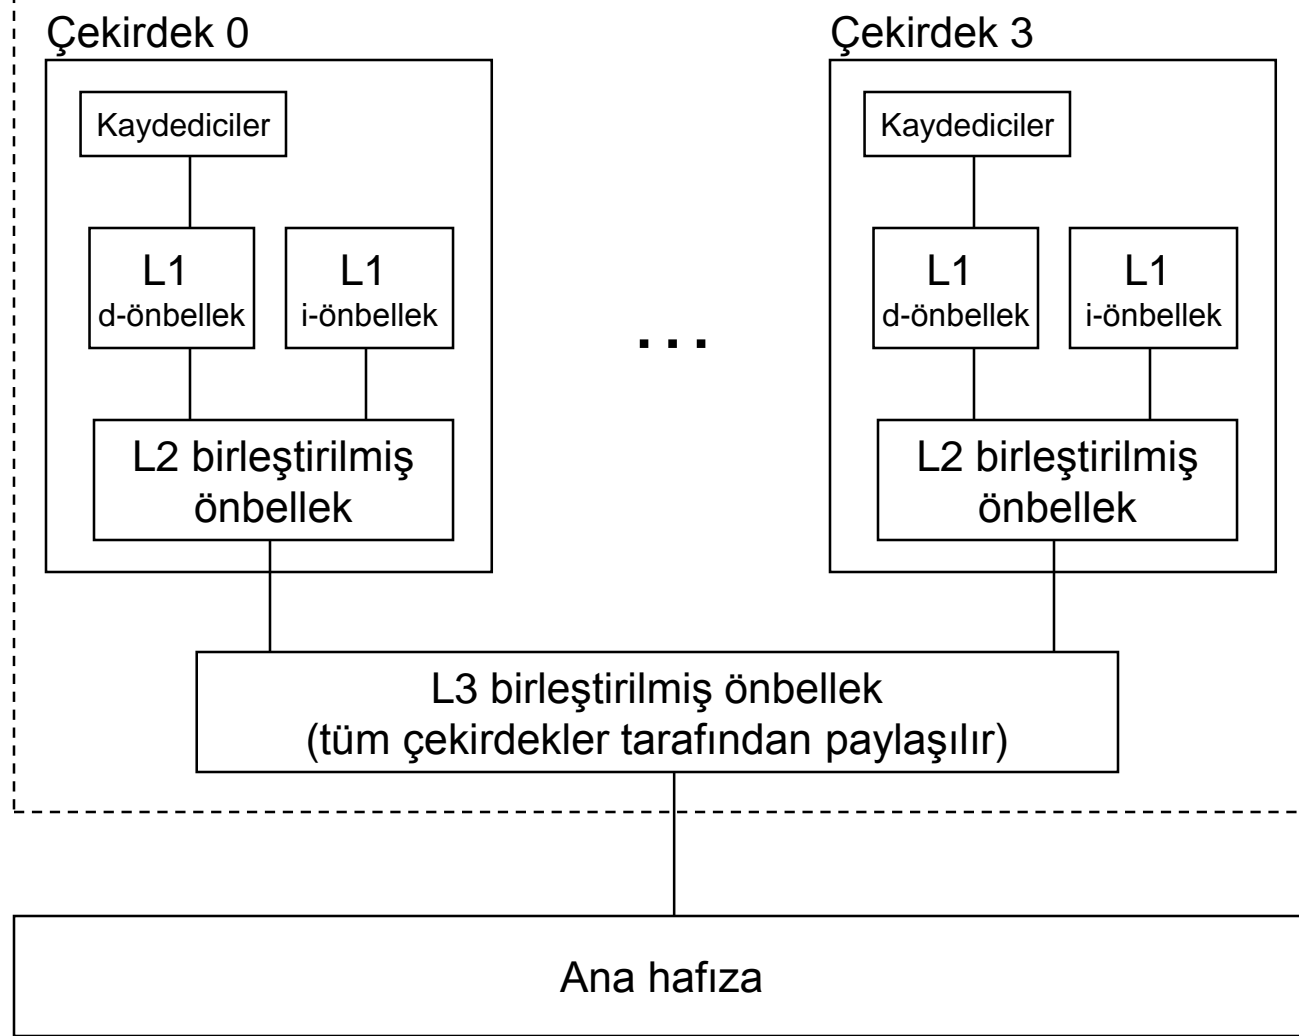 Çekirdek 0
Kaydediciler
L1
d-önbellek
L1
i-önbellek
L2 birleştirilmiş
önbellek
...
Çekirdek 3
Kaydediciler
L1
d-önbellek
L1
i-önbellek
L2 birleştirilmiş
önbellek
L3 birleştirilmiş önbellek
(tüm çekirdekler tarafından paylaşılır)
Ana hafıza